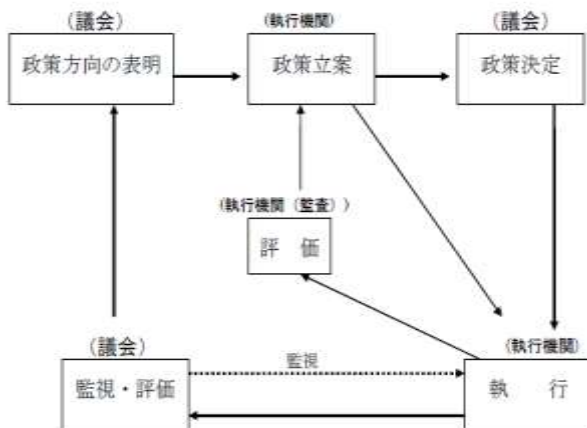 (議会)
政策方向の表明
(執行機関)
政策立案
(議会)
政策決定
(執行機関（監査）)
評　価
(議会)
監視・評価
監視
(執行機関)
執　行